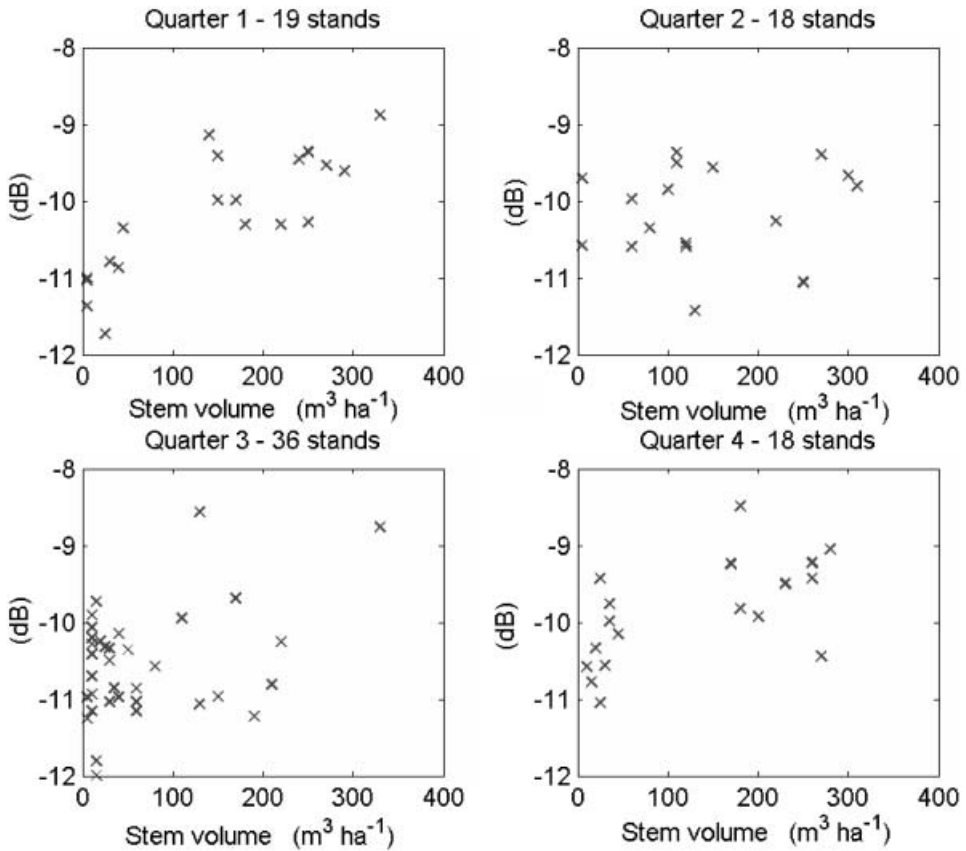 Quarter 1 - 19 stands
-8
-9
-10
-11
-12
(dB)
0 100 200 300 400
Stem volume (m³ ha⁻¹)
Quarter 2 - 18 stands
-8
-9
-10
-11
-12
(dB)
0 100 200 300 400
Stem volume (m³ ha⁻¹)
Quarter 3 - 36 stands
-8
-9
-10
-11
-12
(dB)
0 100 200 300 400
Stem volume (m³ ha⁻¹)
Quarter 4 - 18 stands
-8
-9
-10
-11
-12
(dB)
0 100 200 300 400
Stem volume (m³ ha⁻¹)